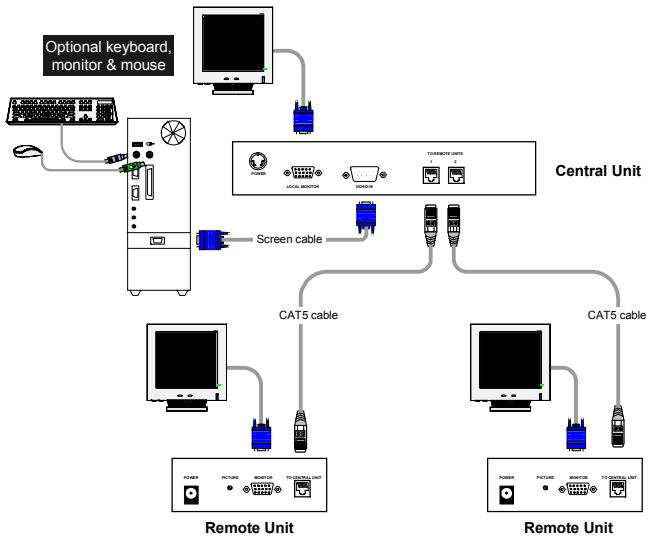 Optional keyboard,
monitor & mouse
TO REMOTE UNITS
1 2
POWER
LOCAL MONITOR
VIDEO IN
Central Unit
Screen cable
CAT5 cable
CAT5 cable
POWER PICTURE MONITOR TO CENTRAL UNIT
POWER PICTURE MONITOR TO CENTRAL UNIT
Remote Unit
Remote Unit